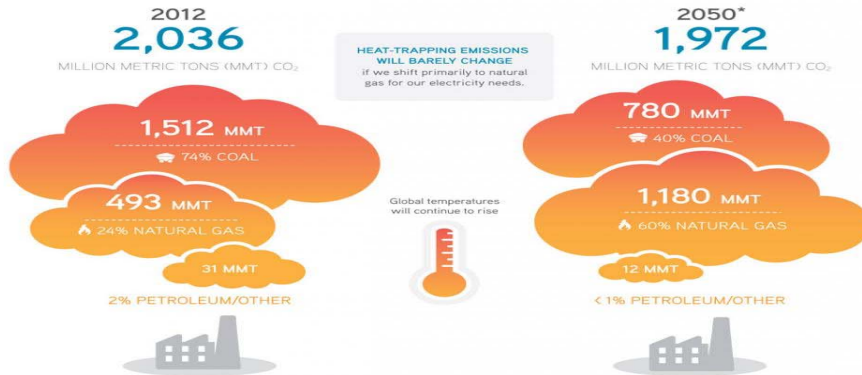 2012
2,036
MILLION METRIC TONS (MMT) CO₂
1,512 MMT
74% COAL
493 MMT
24% NATURAL GAS
31 MMT
2% PETROLEUM/OTHER
HEAT-TRAPPING EMISSIONS
WILL BARELY CHANGE
if we shift primarily to natural
gas for our electricity needs.
Global temperatures
will continue to rise
2050*
1,972
MILLION METRIC TONS (MMT) CO₂
780 MMT
40% COAL
1,180 MMT
60% NATURAL GAS
12 MMT
<1% PETROLEUM/OTHER